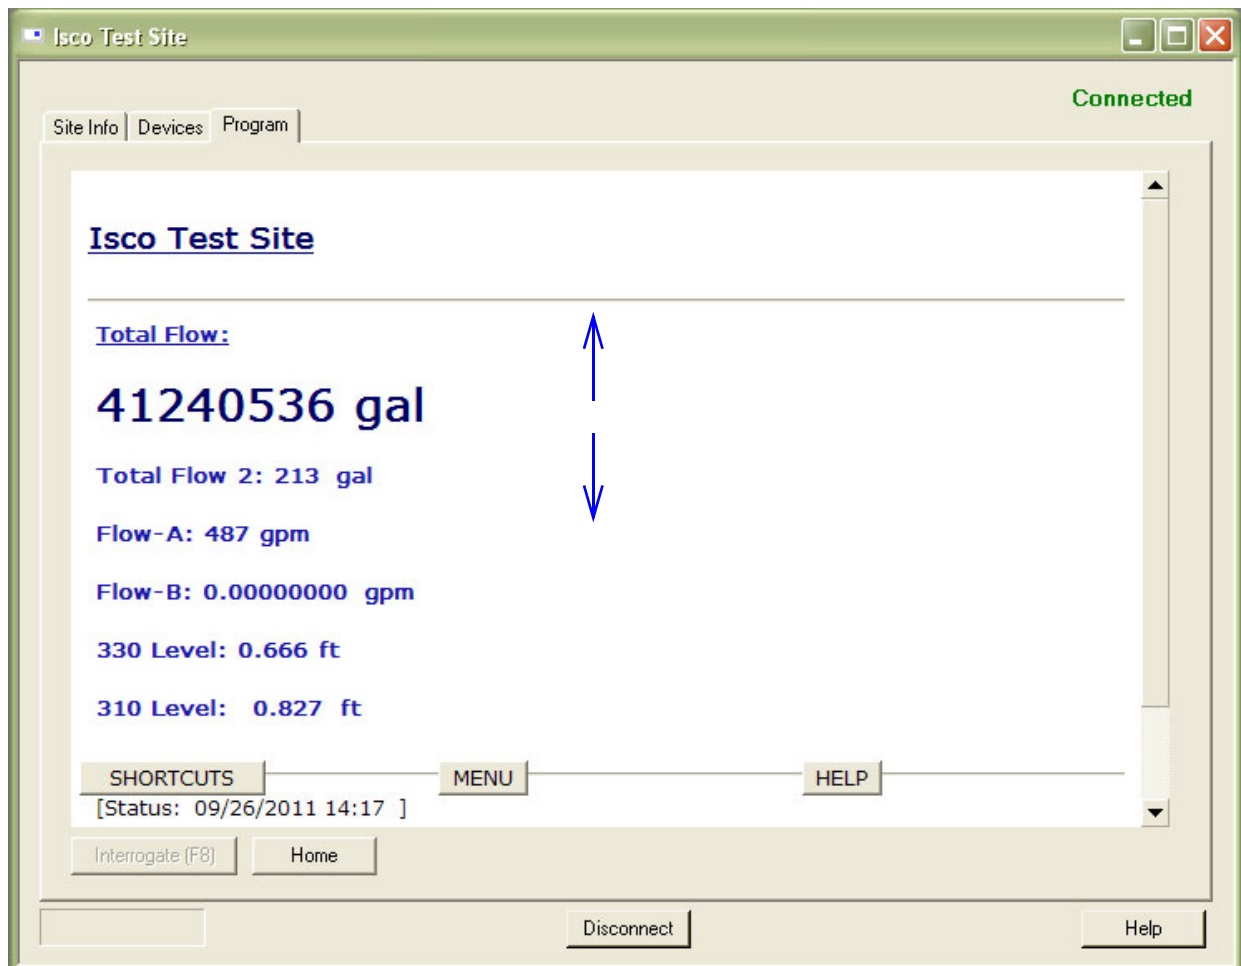 Isco Test Site
Connected
Site Info Devices Program
Isco Test Site
Total Flow:
41240536 gal
Total Flow 2: 213 gal
Flow-A: 487 gpm
Flow-B: 0.00000000 gpm
330 Level: 0.666 ft
310 Level: 0.827 ft
SHORTCUTS MENU HELP
[Status: 09/26/2011 14:17 ]
Interrogate (F8) Home
Disconnect Help